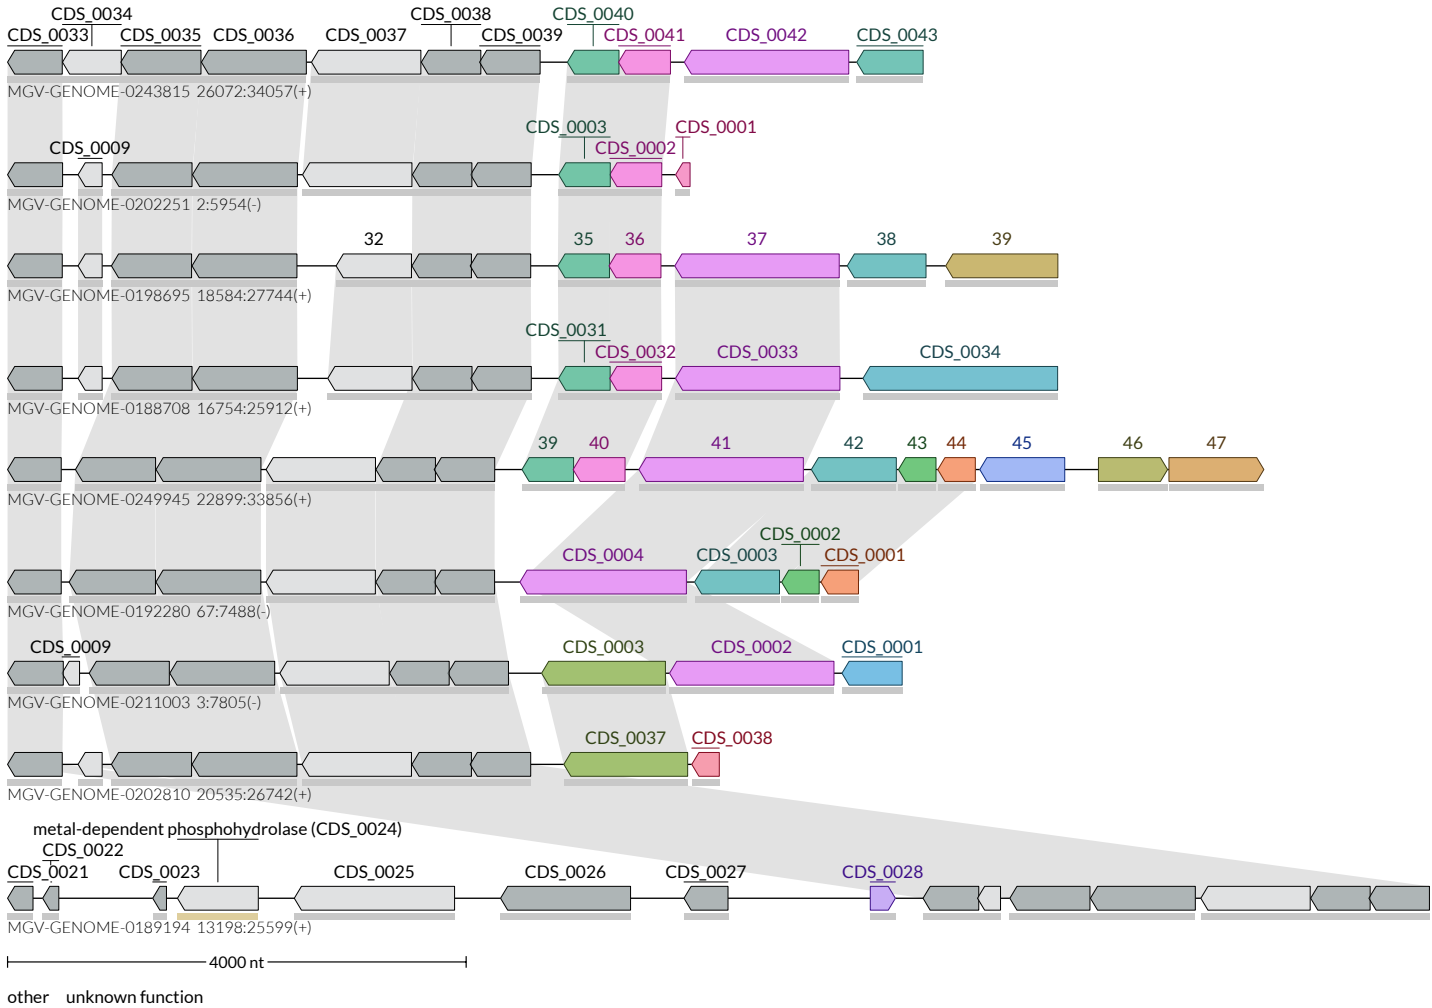 CDS_0034 CDS_0038 CDS_0040
CDS_0033 CDS_0035 CDS_0036 CDS_0037 CDS_0039 CDS_0041 CDS_0042 CDS_0043
MGV-GENOME-0243815 26072:34057(+)
CDS_0003 CDS_0001
CDS_0009 CDS_0002
MGV-GENOME-0202251 2:5954(-)
32 35 36 37 38 39
MGV-GENOME-0198695 18584:27744(+)
CDS_0031
CDS_0032 CDS_0033 CDS_0034
MGV-GENOME-0188708 16754:25912(+)
39 40 41 42 43 44 45 46 47
MGV-GENOME-0249945 22899:33856(+)
CDS_0002
CDS_0004 CDS_0003 CDS_0001
MGV-GENOME-0192280 67:7488(-)
CDS_0009 CDS_0003 CDS_0002 CDS_0001
MGV-GENOME-0211003 3:7805(-)
CDS_0037 CDS_0038
MGV-GENOME-0202810 20535:26742(+)
metal-dependent phosphohydrolase (CDS_0024)
CDS_0022
CDS_0021 CDS_0023 CDS_0025 CDS_0026 CDS_0027 CDS_0028
MGV-GENOME-0189194 13198:25599(+)
4000 nt
other unknown function